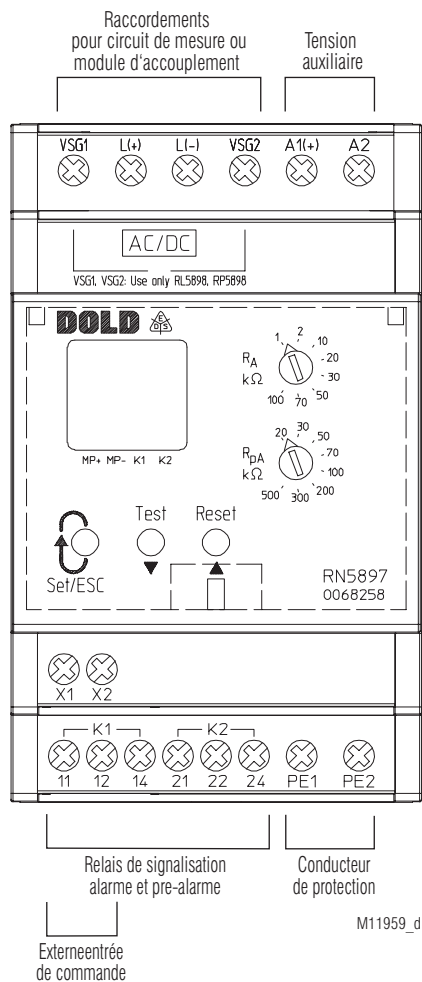 Raccordements
pour circuit de mesure ou
module d'accouplement
Tension
auxiliaire
VSG1 L(+) L(-) VSG2 A1(+) A2
AC/DC
VSG1, VSG2: Use only RL5898, RP5898
DOLD E D S
RA
kΩ
1 2 10 20 30 50 70 100
MP+ MP- K1 K2
RpA
kΩ
20 30 50 70 100 200 300 500
Test Reset
Set/ESC
RN5897
0068258
X1 X2
K1 K2
11 12 14 21 22 24 PE1 PE2
Relais de signalisation
alarme et pre-alarme
Conducteur
de protection
M11959_d
Externeentrée
de commande